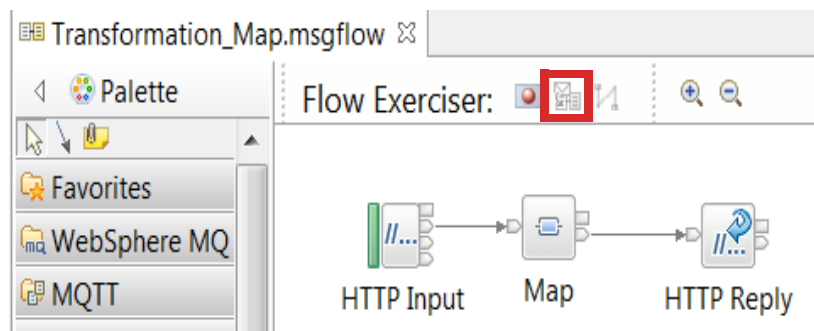 Transformation_Map.msgflow
Palette
Flow Exerciser:
Favorites
WebSphere MQ
MQTT
//...
//...
HTTP Input
Map
HTTP Reply